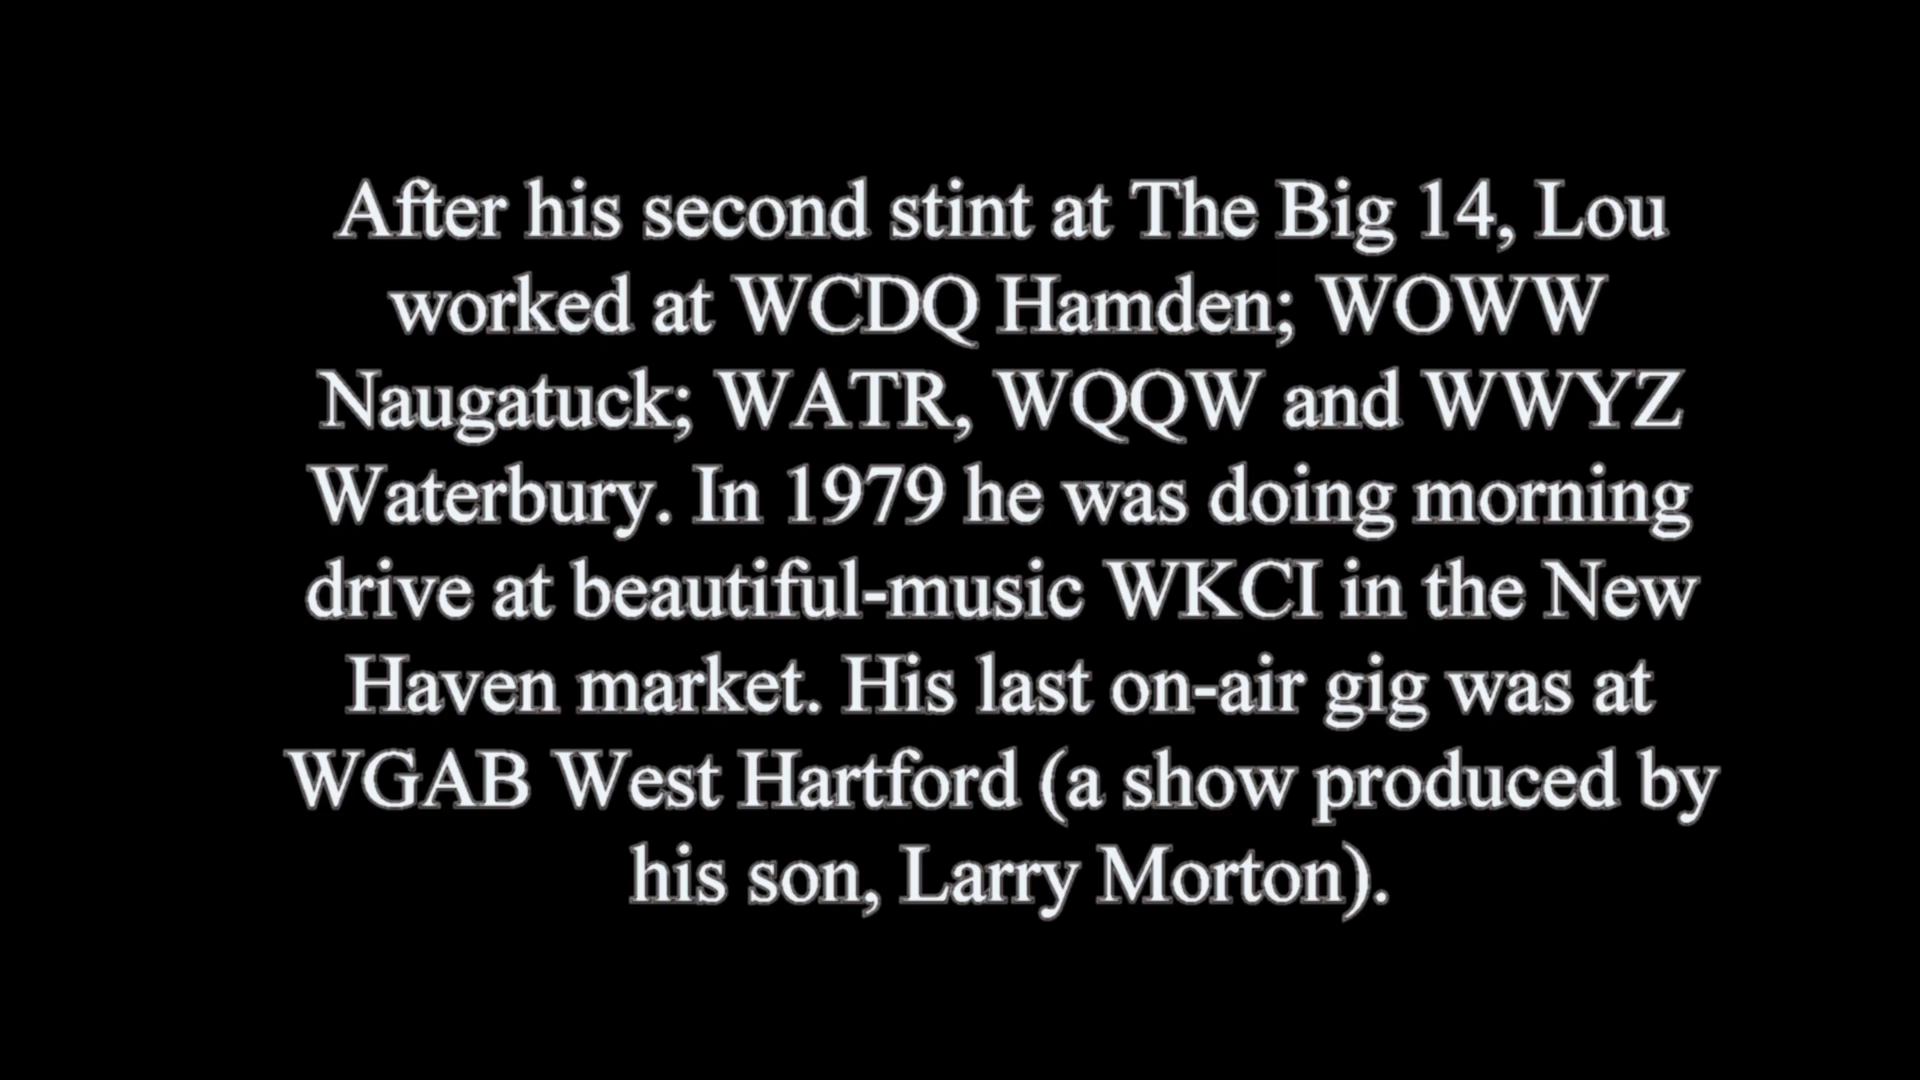 After his second stint at The Big 14, Lou
worked at WCDQ Hamden; WOWW
Naugatuck; WATR, WQQW and WWYZ
Waterbury. In 1979 he was doing morning
drive at beautiful-music WKCI in the New
Haven market. His last on-air gig was at
WGAB West Hartford (a show produced by
his son, Larry Morton).